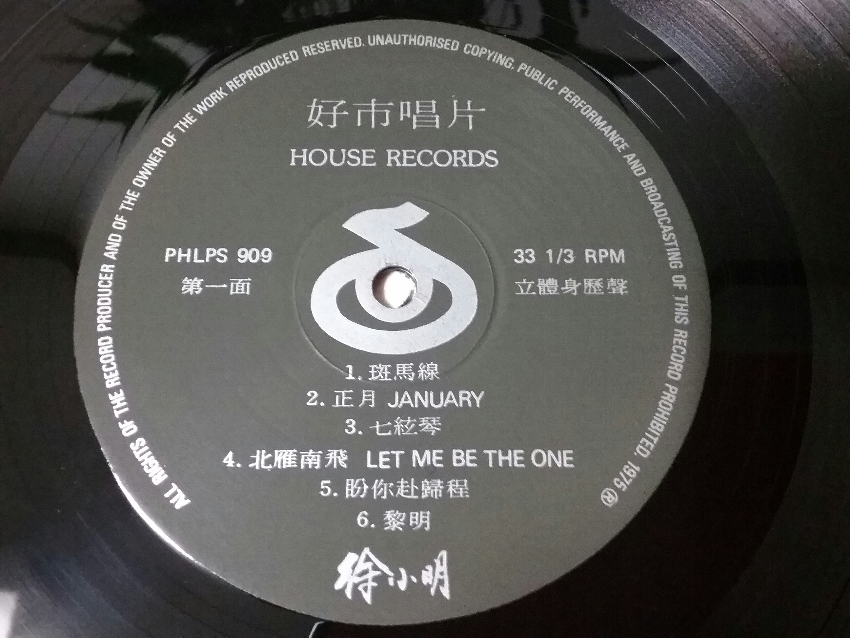 ALL RIGHTS OF THE RECORD PRODUCER AND OF THE OWNER OF THE WORK REPRODUCED RESERVED. UNAUTHORISED COPYING, PUBLIC PERFORMANCE AND BROADCASTING OF THIS RECORD PROHIBITED. 1975 Ⓡ
好市唱片
HOUSE RECORDS
PHLPS 909
第一面
33 1/3 RPM
立體身歷聲
1. 斑馬線
2. 正月 JANUARY
3. 七絃琴
4. 北雁南飛 LET ME BE THE ONE
5. 盼你赴歸程
6. 黎明
徐小明